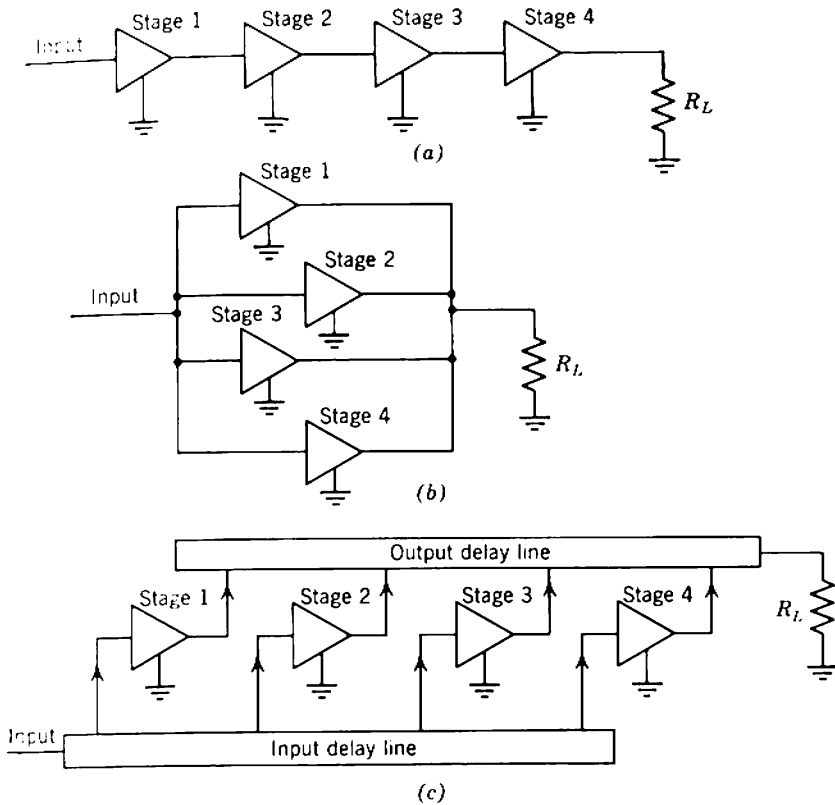 Stage 1 Stage 2 Stage 3 Stage 4
Input
R_L
(a)
Stage 1
Stage 2
Input
Stage 3
R_L
Stage 4
(b)
Output delay line
Stage 1 Stage 2 Stage 3 Stage 4
R_L
Input
Input delay line
(c)